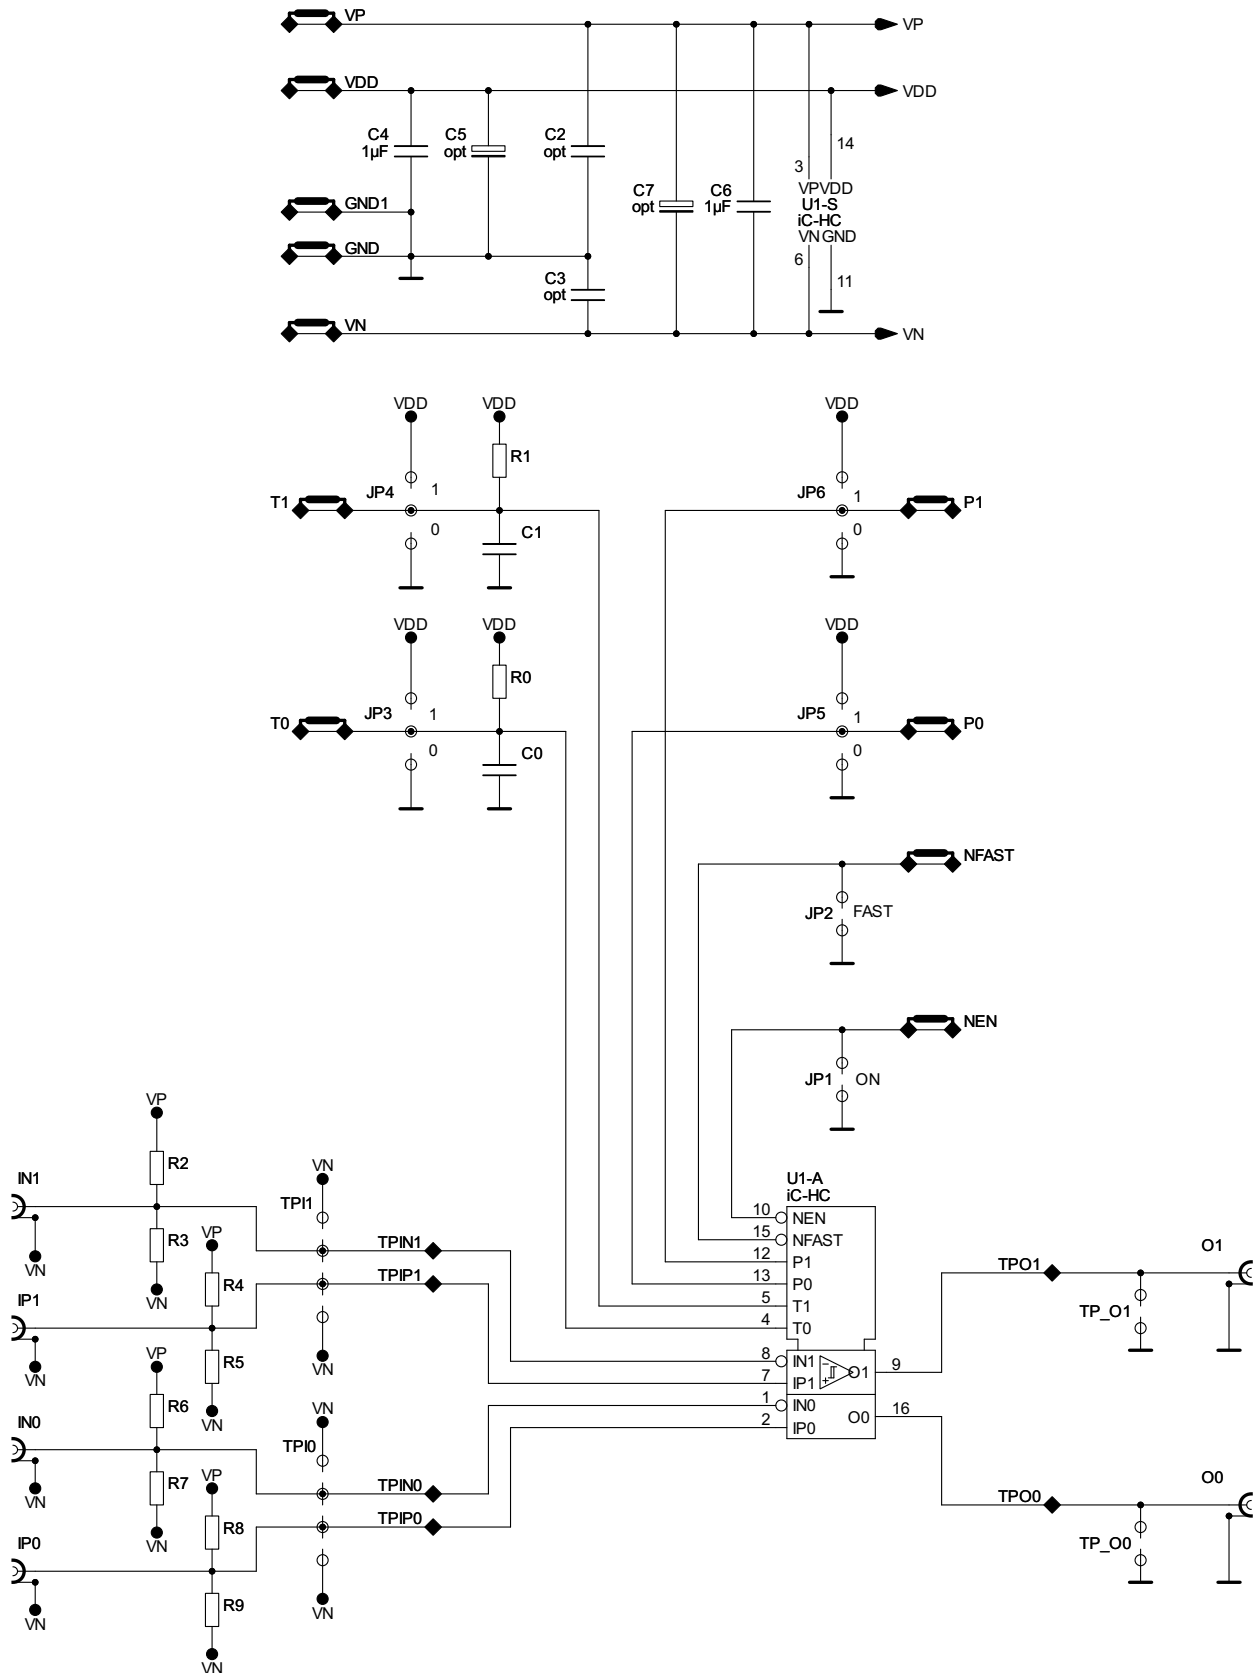 VP
VP
VDD
VDD
C4
1µF
C5
opt
C2
opt
14
3
VP VDD
U1-S
iC-HC
VN GND
6
11
C7
opt
C6
1µF
GND1
GND
C3
opt
VN
VN
VDD
VDD
VDD
R1
T1
JP4
1
0
C1
JP6
1
0
P1
VDD
VDD
VDD
R0
T0
JP3
1
0
C0
JP5
1
0
P0
NFAST
JP2
FAST
NEN
JP1
ON
VP
R2
IN1
VN
TPI1
U1-A
iC-HC
10
NEN
15
NFAST
12
P1
13
P0
5
T1
4
T0
8
IN1
7
IP1
1
IN0
2
IP0
O1
9
O0
16
R3
VP
TPIN1
VN
VN
R4
TPIP1
IP1
VN
R5
VN
VP
VN
R6
VN
IN0
TPI0
VN
R7
VP
TPIN0
VN
R8
TPIP0
IP0
VN
R9
VN
VN
TPO1
O1
TP_O1
TPO0
O0
TP_O0